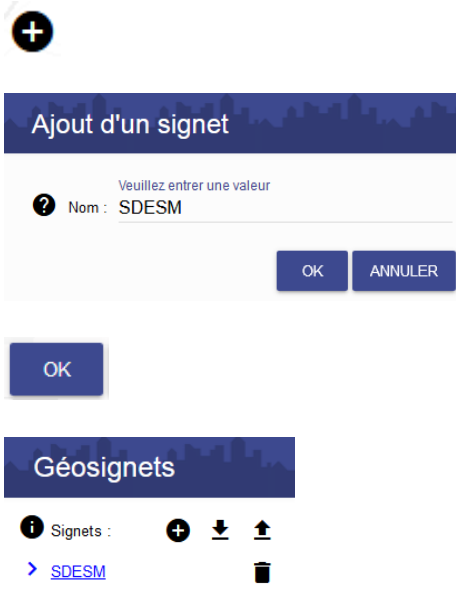 Ajout d'un signet
Veuillez entrer une valeur
Nom : SDESM
OK ANNULER
OK
Géosignets
Signets :
SDESM